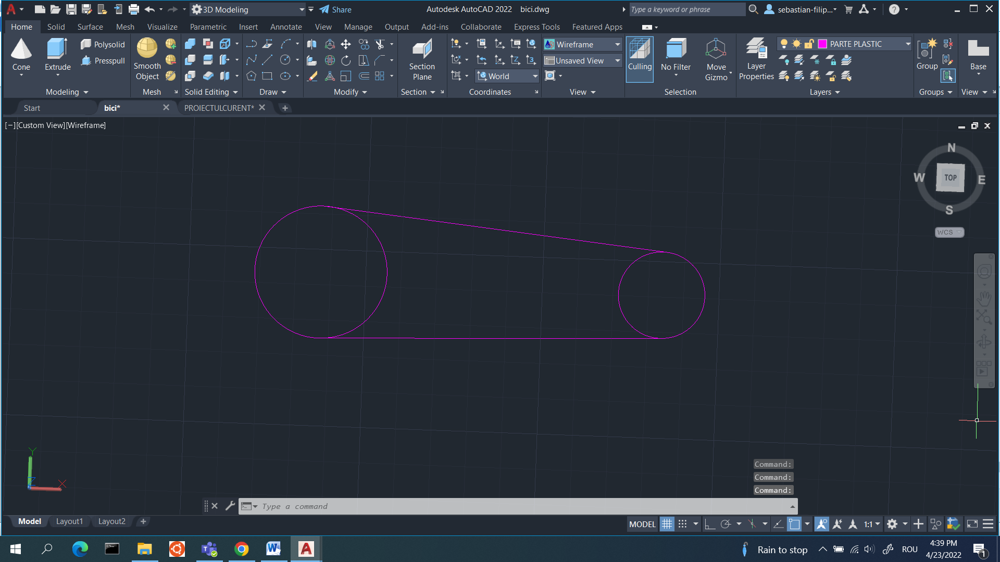 3D Modeling
Share
Autodesk AutoCAD 2022 bici.dwg
Type a keyword or phrase
sebastian-filip...
Home Solid Surface Mesh Visualize Parametric Insert Annotate View Manage Output Add-ins Collaborate Express Tools Featured Apps
Cone
Extrude
Polysolid
Presspull
Modeling
Smooth
Object
Mesh
Solid Editing
Draw
Modify
Section
Plane
Section
World
Coordinates
Wireframe
Unsaved View
View
Culling
No Filter
Move
Gizmo
Selection
Layer
Properties
PARTE PLASTIC
Layers
Group
Groups
Base
View
Start
bici*
PROIECTULCURENT*
[−][Custom View][Wireframe]
N
W
TOP
E
S
WCS
Y
X
Command:
Command:
Command:
Type a command
Model Layout1 Layout2
MODEL
1:1
Rain to stop
ROU
4:39 PM
4/23/2022
1